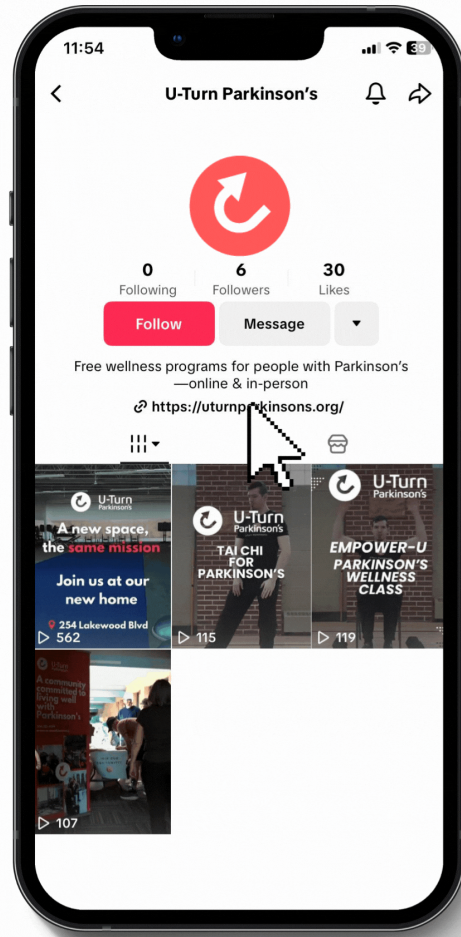 11:54
39
U-Turn Parkinson's
0
6
30
Following
Followers
Likes
Follow
Message
Free wellness programs for people with Parkinson's
—online & in-person
https://uturnparkinsons.org/
U-Turn
Parkinson's
A new space,
the same mission
Join us at our
new home
254 Lakewood Blvd
562
U-Turn
Parkinson's
TAI CHI
FOR
PARKINSON'S
115
U-Turn
Parkinson's
EMPOWER-U
PARKINSON'S
WELLNESS
CLASS
119
U-Turn
A community
committed to
living well
with
Parkinson's
107